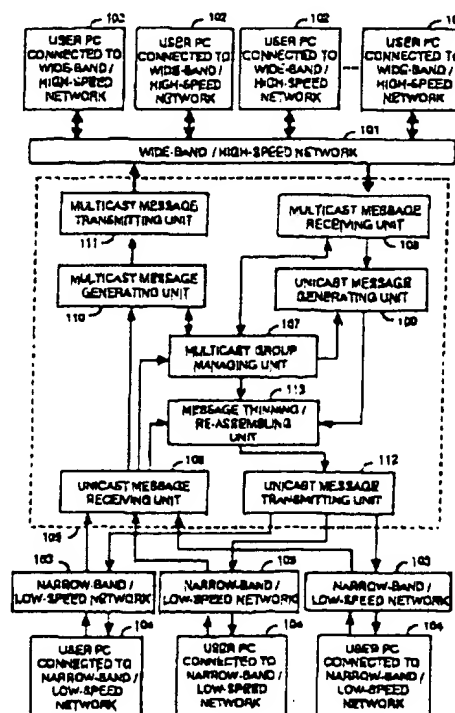 102 102 102
USER PC CONNECTED TO WIDE-BAND / HIGH-SPEED NETWORK
USER PC CONNECTED TO WIDE-BAND / HIGH-SPEED NETWORK
USER PC CONNECTED TO WIDE-BAND / HIGH-SPEED NETWORK
USER PC CONNECTED TO WIDE-BAND / HIGH-SPEED NETWORK
101
WIDE-BAND / HIGH-SPEED NETWORK
MULTICAST MESSAGE
TRANSMITTING UNIT
111
MULTICAST MESSAGE
RECEIVING UNIT
MULTICAST MESSAGE
GENERATING UNIT
110
UNICAST MESSAGE
GENERATING UNIT
107
MULTICAST GROUP
MANAGING UNIT
113
MESSAGE THINNING /
RE-ASSEMBLING
UNIT
UNICAST MESSAGE
RECEIVING UNIT
112
UNICAST MESSAGE
TRANSMITTING UNIT
103 103
NARROW-BAND /
LOW-SPEED NETWORK
NARROW-BAND /
LOW-SPEED NETWORK
NARROW-BAND /
LOW-SPEED NETWORK
104 104 104
USER PC CONNECTED TO NARROW-BAND / LOW-SPEED NETWORK
USER PC CONNECTED TO NARROW-BAND / LOW-SPEED NETWORK
USER PC CONNECTED TO NARROW-BAND / LOW-SPEED NETWORK